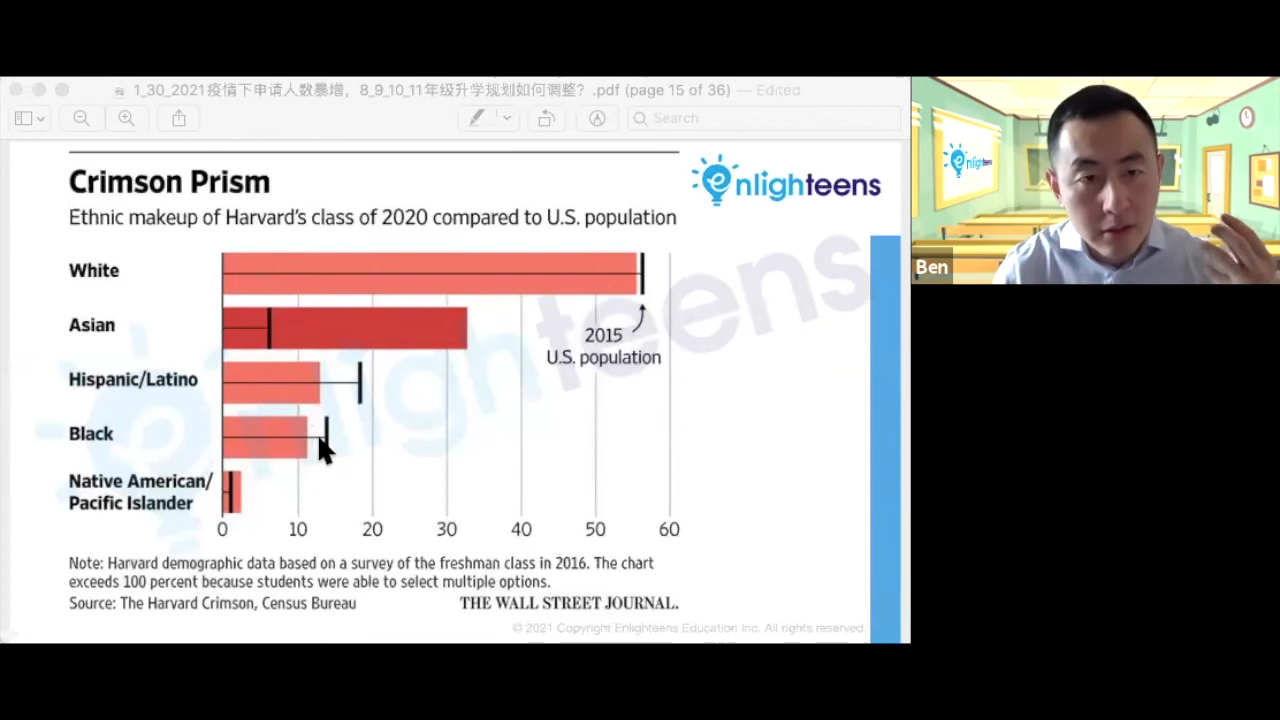 1_30_2021疫情下申请人数暴增，8_9_10_11年级升学规划如何调整？.pdf (page 15 of 36) — Edited
Search
Crimson Prism
Ethnic makeup of Harvard's class of 2020 compared to U.S. population
enlighteens
White
Asian
2015
U.S. population
Hispanic/Latino
Black
Native American/
Pacific Islander
0 10 20 30 40 50 60
Note: Harvard demographic data based on a survey of the freshman class in 2016. The chart
exceeds 100 percent because students were able to select multiple options.
Source: The Harvard Crimson, Census Bureau
THE WALL STREET JOURNAL.
© 2021 Copyright Enlighteens Education Inc. All rights reserved.
enlighteens
enlighteens
Ben